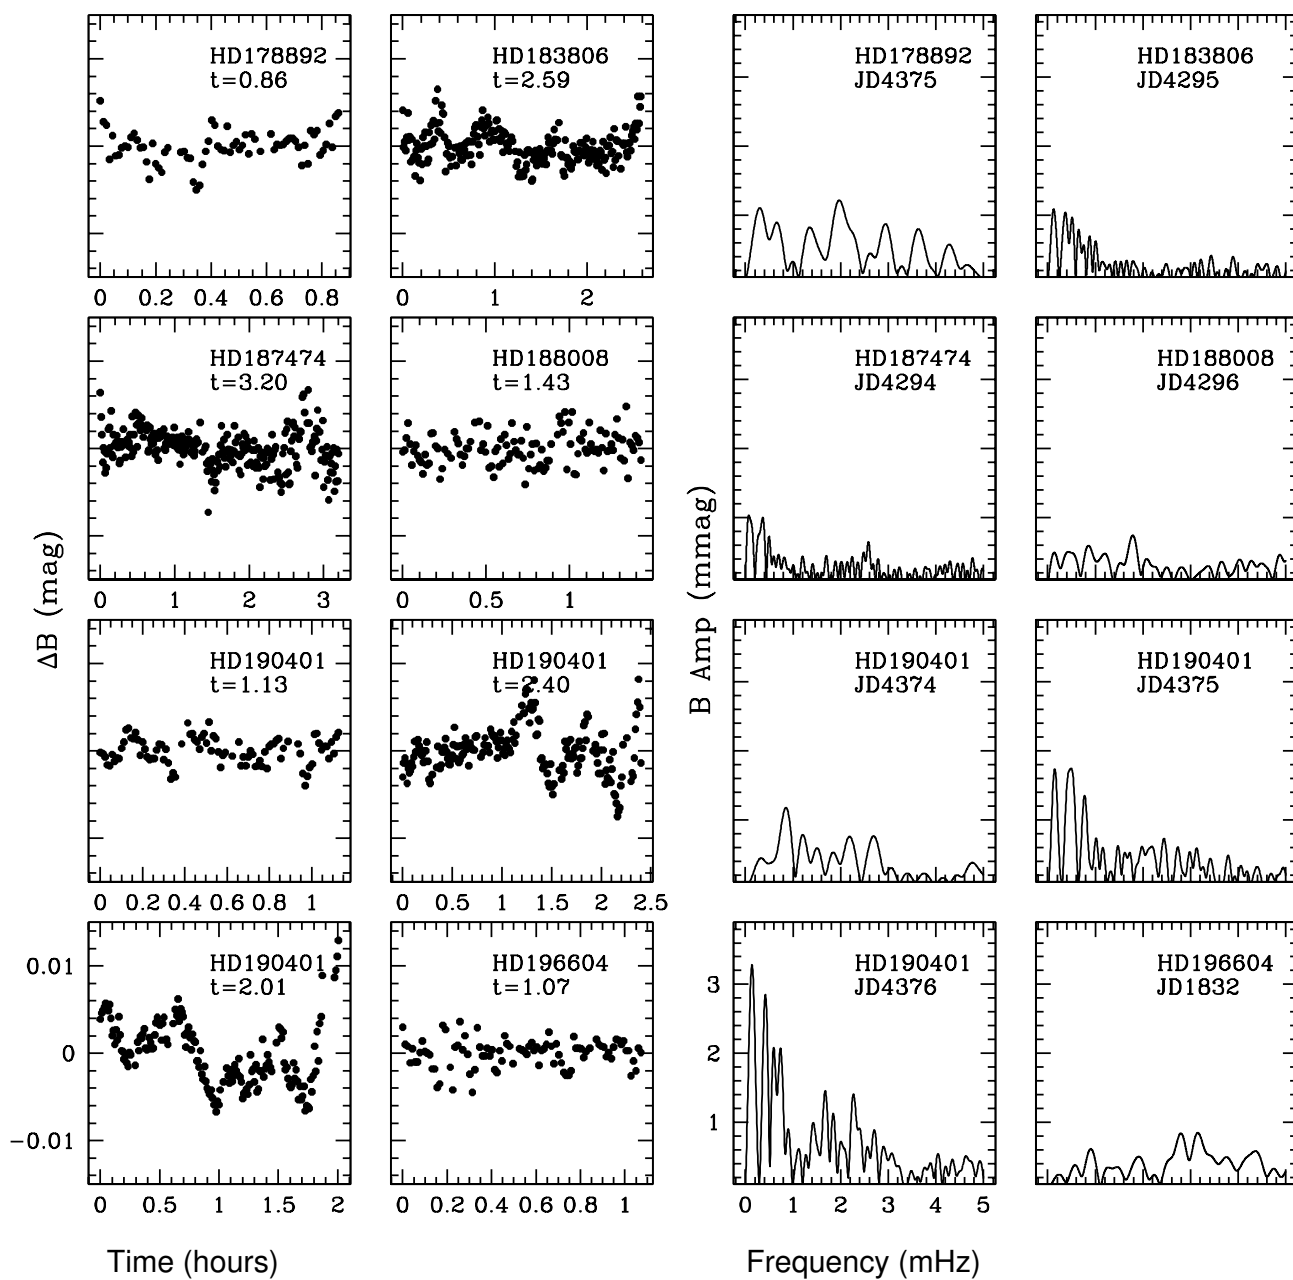 HD178892
t=0.86
0 0.2 0.4 0.6 0.8
HD183806
t=2.59
0 1 2
HD178892
JD4375
HD183806
JD4295
HD187474
t=3.20
0 1 2 3
HD188008
t=1.43
0 0.5 1
HD187474
JD4294
HD188008
JD4296
ΔB (mag)
B Amp (mmag)
HD190401
t=1.13
0 0.2 0.4 0.6 0.8 1
HD190401
t=2.40
0 0.5 1 1.5 2 2.5
HD190401
JD4374
HD190401
JD4375
HD190401
t=2.01
0.01
0
−0.01
0 0.5 1 1.5 2
HD196604
t=1.07
0 0.2 0.4 0.6 0.8 1
HD190401
JD4376
3
2
1
0 1 2 3 4 5
HD196604
JD1832
Time (hours)
Frequency (mHz)